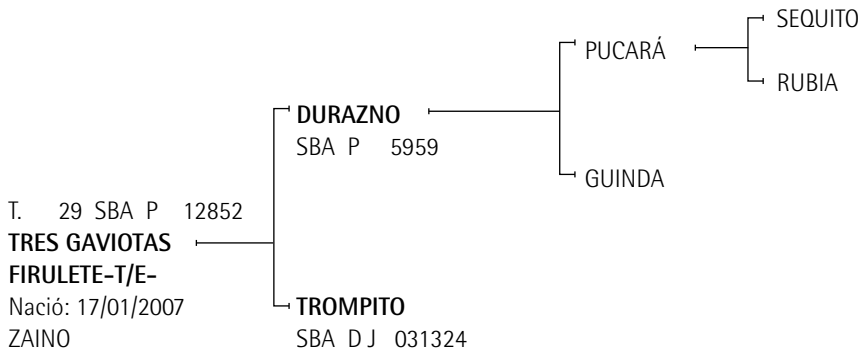 SEQUITO
PUCARÁ
RUBIA
DURAZNO
SBA P 5959
GUINDA
T. 29 SBA P 12852
TRES GAVIOTAS
FIRULETE-T/E-
Nació: 17/01/2007
ZAINO
TROMPITO
SBA D J 031324